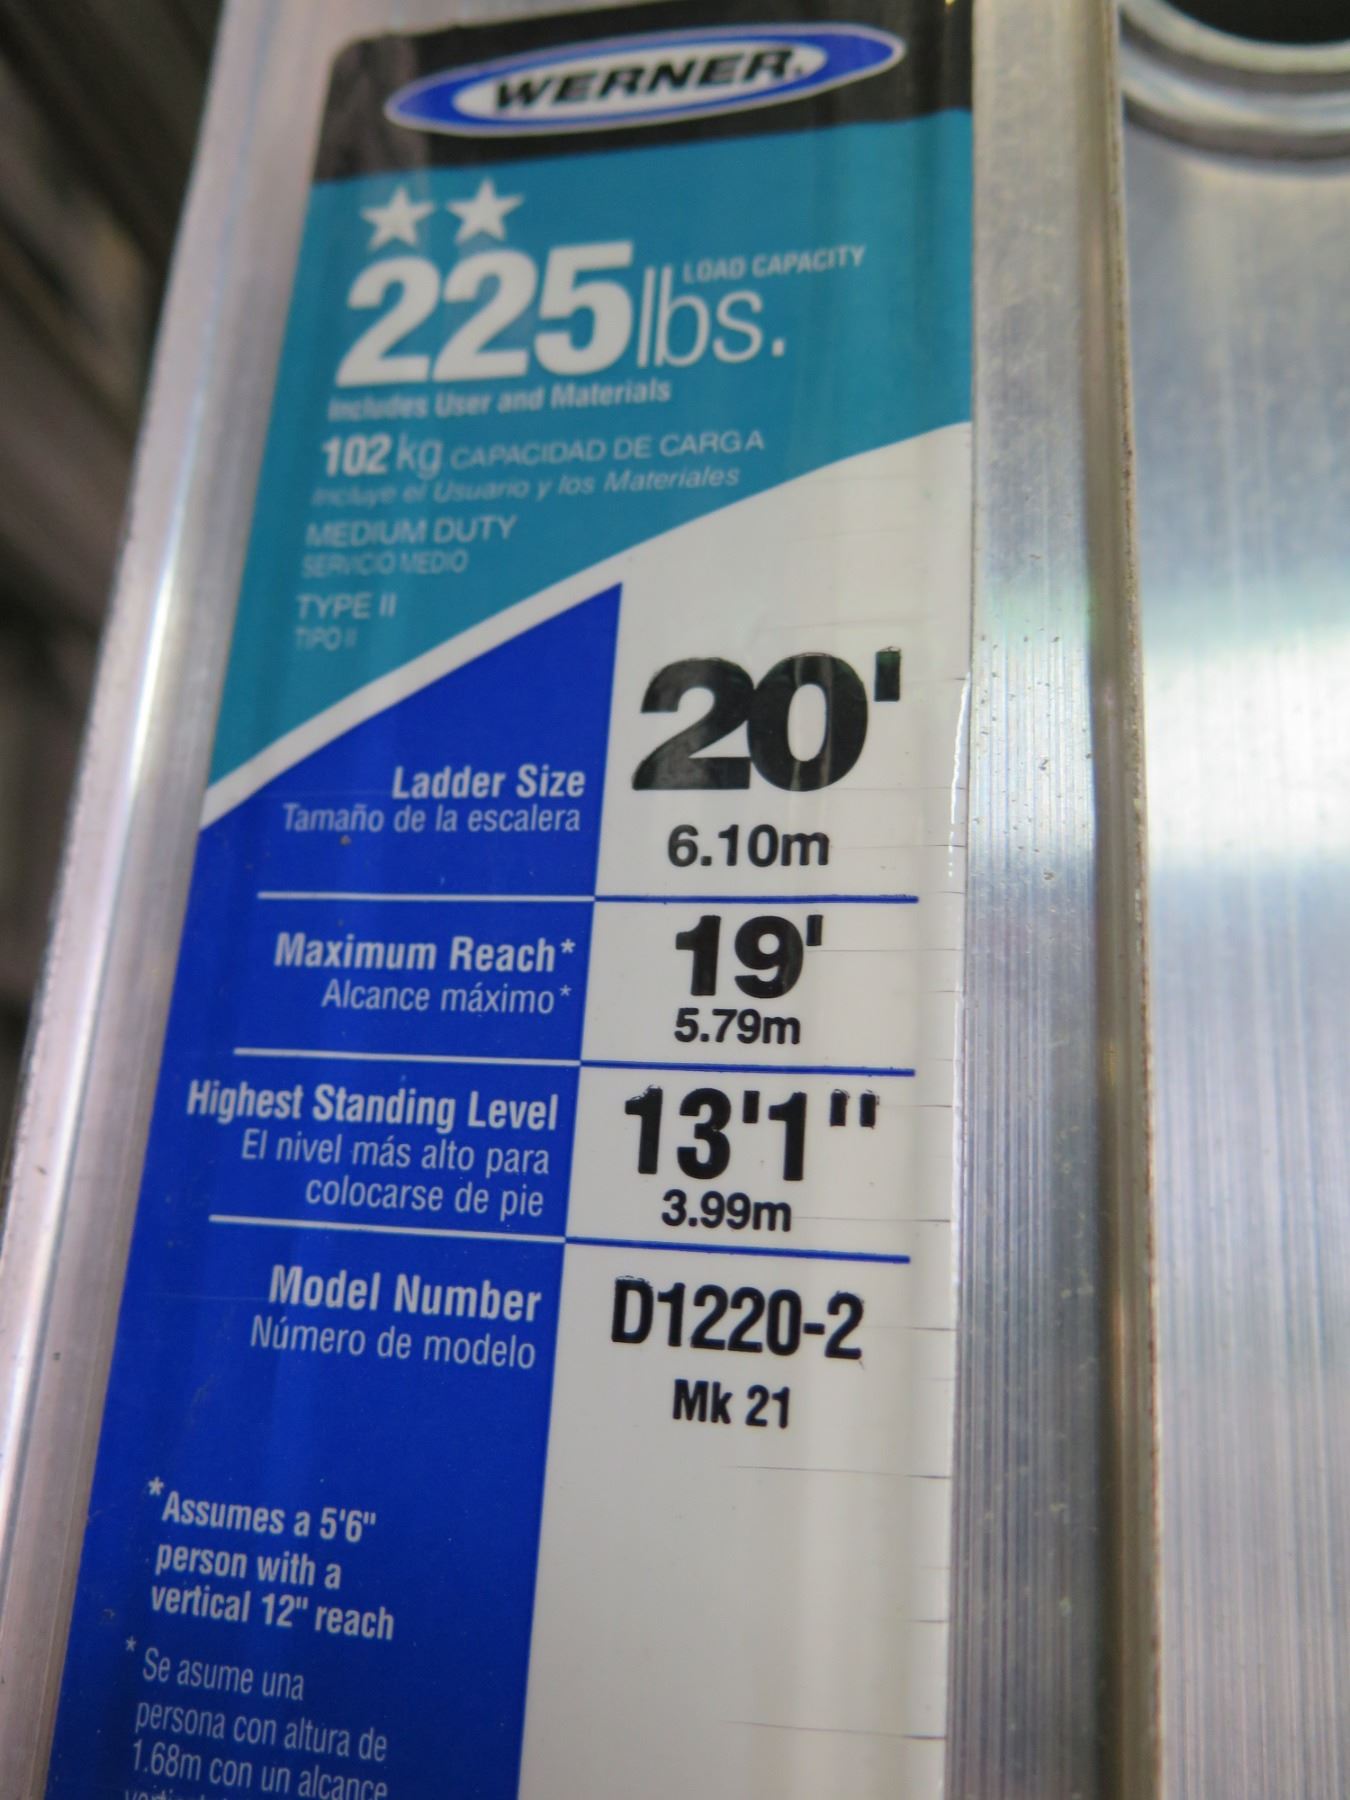 WERNER.
LOAD CAPACITY
225 lbs.
Includes User and Materials
102 kg CAPACIDAD DE CARGA
Incluye el Usuario y los Materiales
MEDIUM DUTY
SERVICIO MEDIO
TYPE II
TIPO II
20'
Ladder Size
Tamaño de la escalera
6.10m
Maximum Reach*
19'
Alcance máximo*
5.79m
Highest Standing Level
13'1"
El nivel más alto para
colocarse de pie
3.99m
Model Number
D1220-2
Número de modelo
Mk 21
*Assumes a 5'6"
person with a
vertical 12" reach
* Se asume una
persona con altura de
1.68m con un alcance